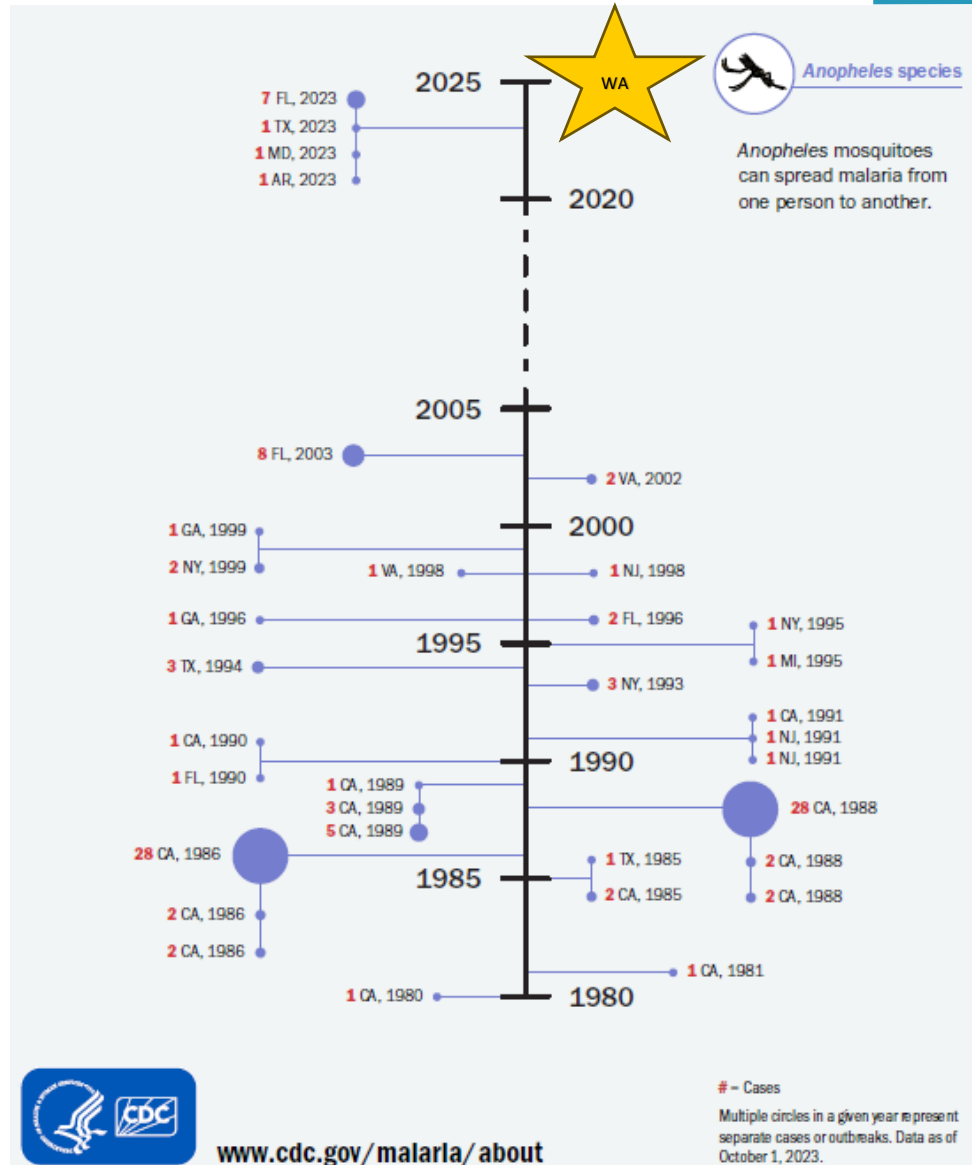 2025
WA
Anopheles species
7 FL, 2023
1 TX, 2023
1 MD, 2023
1 AR, 2023
Anopheles mosquitoes
can spread malaria from
one person to another.
2020
2005
8 FL, 2003
2 VA, 2002
2000
1 GA, 1999
2 NY, 1999
1 VA, 1998
1 NJ, 1998
1 GA, 1996
2 FL, 1996
1 NY, 1995
1 MI, 1995
1995
3 TX, 1994
3 NY, 1993
1 CA, 1991
1 NJ, 1991
1 NJ, 1991
1 CA, 1990
1 FL, 1990
1990
1 CA, 1989
3 CA, 1989
5 CA, 1989
28 CA, 1988
2 CA, 1988
2 CA, 1988
28 CA, 1986
2 CA, 1986
2 CA, 1986
1985
1 TX, 1985
2 CA, 1985
1 CA, 1981
1 CA, 1980
1980
CDC
www.cdc.gov/malaria/about
# – Cases
Multiple circles in a given year represent
separate cases or outbreaks. Data as of
October 1, 2023.